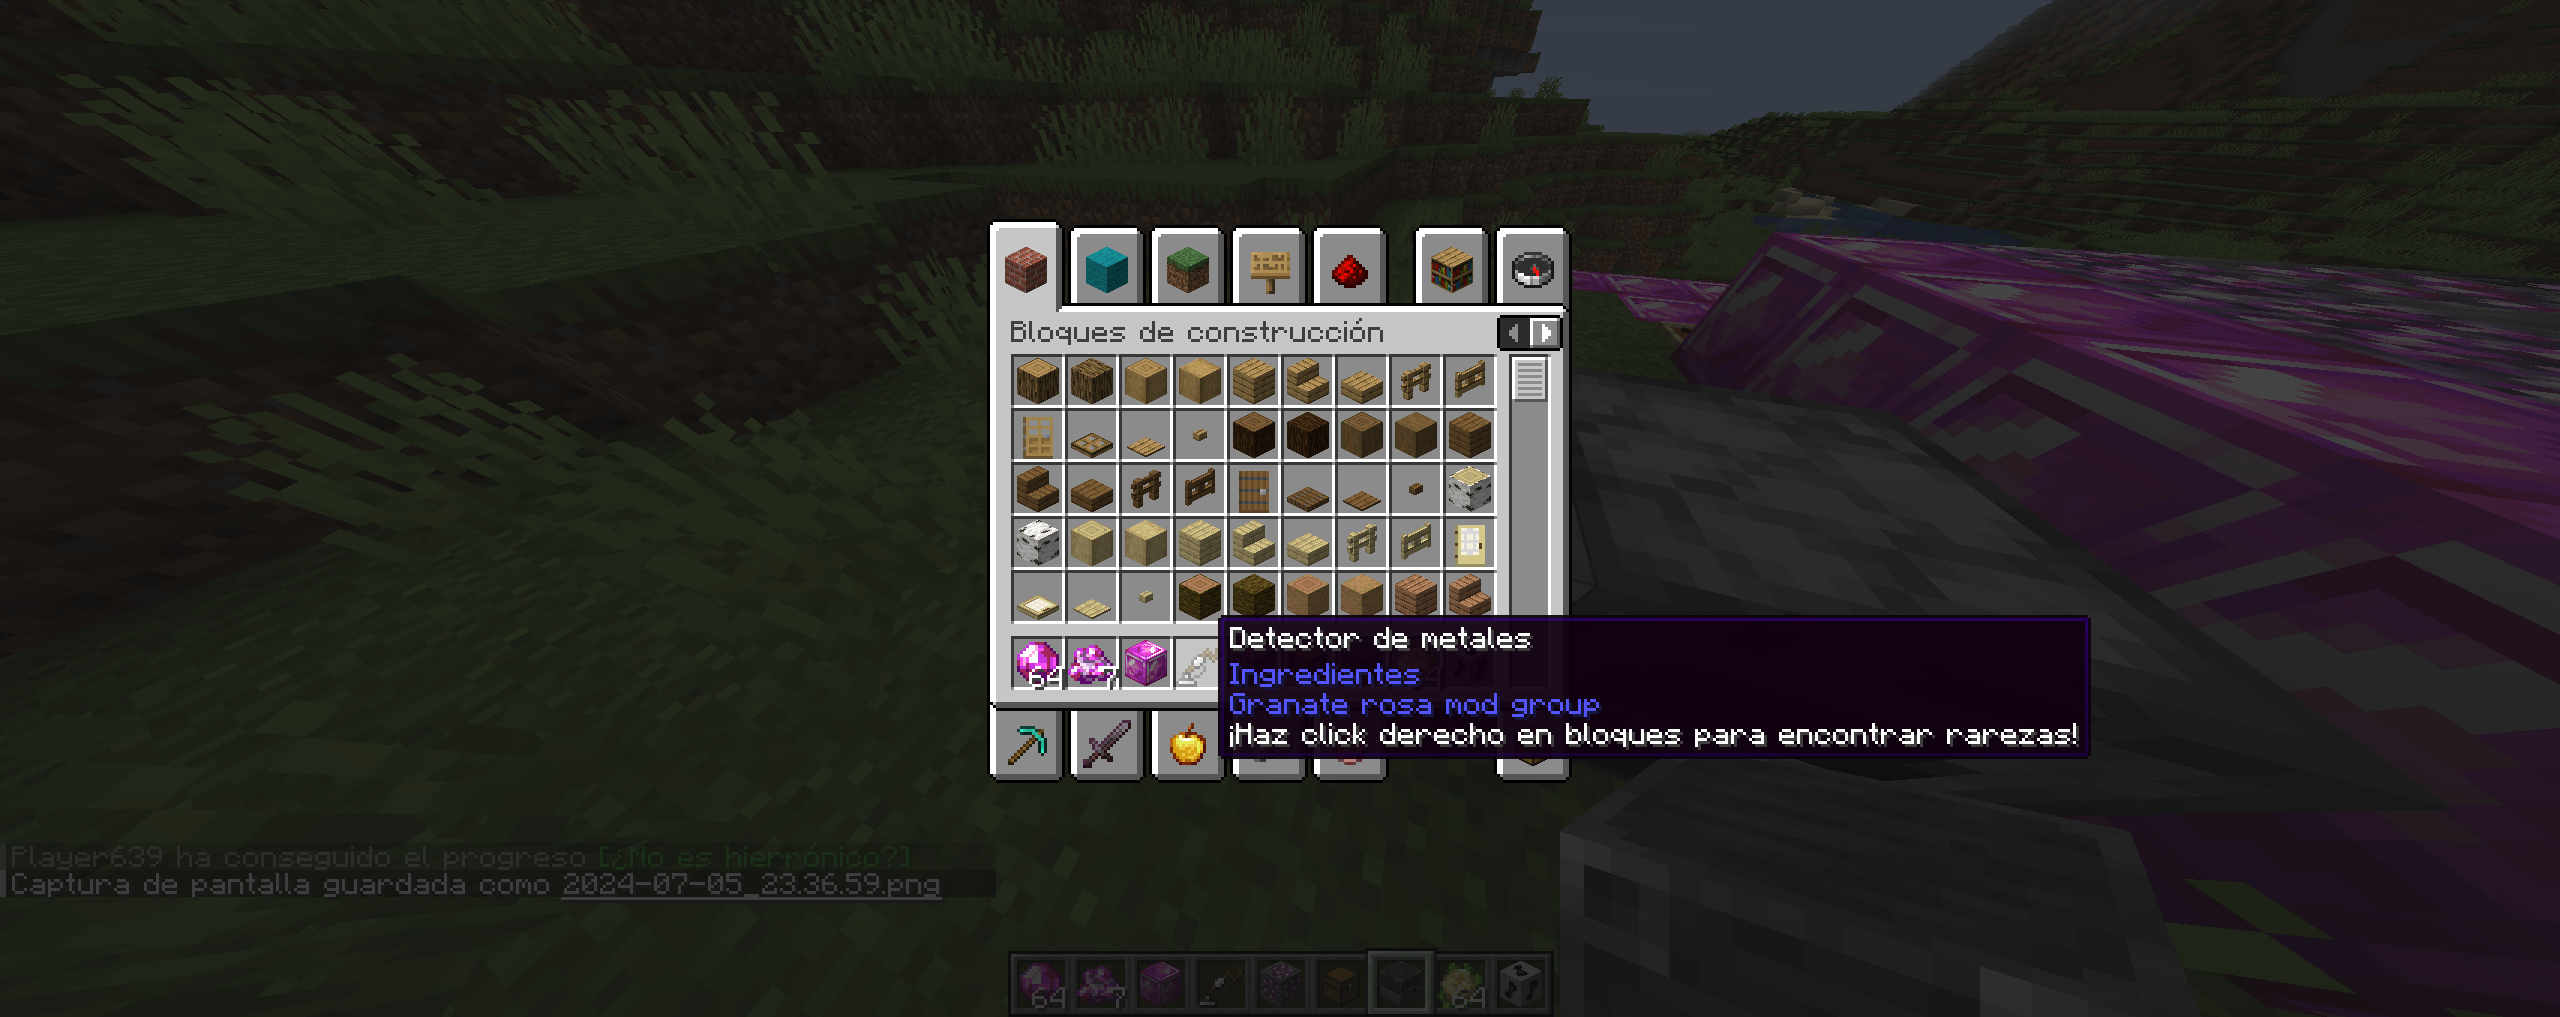 Bloques de construcción
64
7
Detector de metales
Ingredientes
Granate rosa mod group
¡Haz click derecho en bloques para encontrar rarezas!
Player639 ha conseguido el progreso [¿No es hierrónico?]
Captura de pantalla guardada como 2024-07-05_23.36.59.png
64
7
64